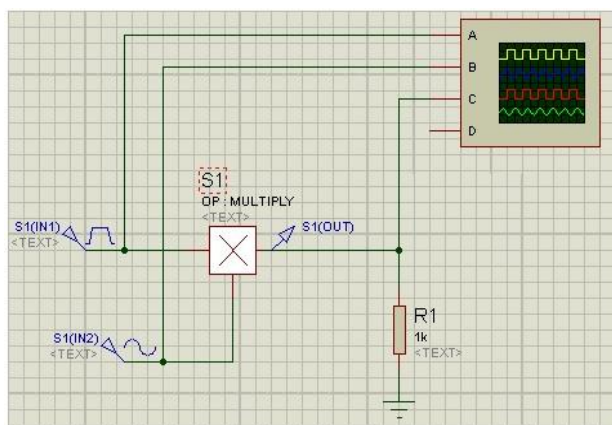 A
B
C
D
S1
OP : MULTIPLY
<TEXT>
S1(IN1)
<TEXT>
S1(OUT)
S1(IN2)
<TEXT>
R1
1k
<TEXT>